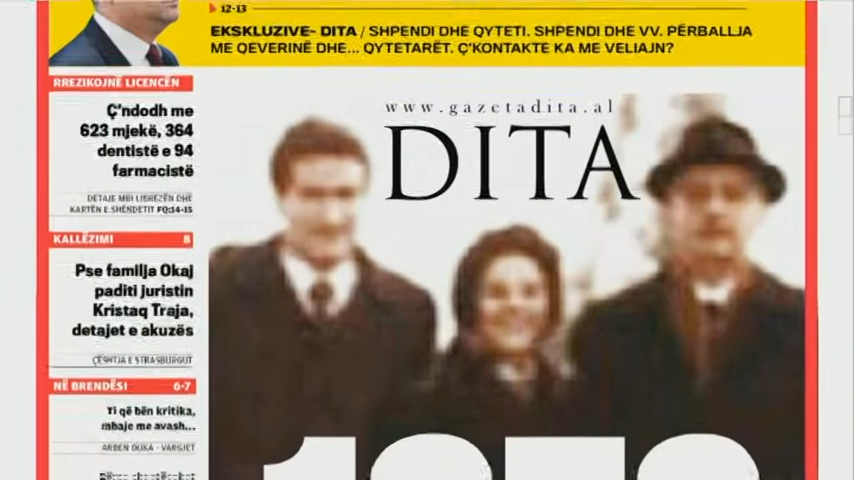 12-13
EKSKLUZIVE- DITA / SHPENDI DHE QYTETI. SHPENDI DHE VV. PËRBALLJA
ME QEVERINË DHE... QYTETARËT. Ç'KONTAKTE KA ME VELIAJN?
RREZIKOJNË LICENCËN
Ç'ndodh me
623 mjekë, 364
dentistë e 94
farmacistë
DETAJE MBI LIBREZËN DHE
KARTËN E SHËNDETIT FQ:14-15
KALLËZIMI 8
Pse familja Okaj
paditi juristin
Kristaq Traja,
detajet e akuzës
ÇËSHTJA E STRASBURGUT
NË BRENDËSI 6-7
Ti që bën kritika,
mbaje me avash...
ARBEN DUKA - VARGJET
www.gazetadita.al
DITA